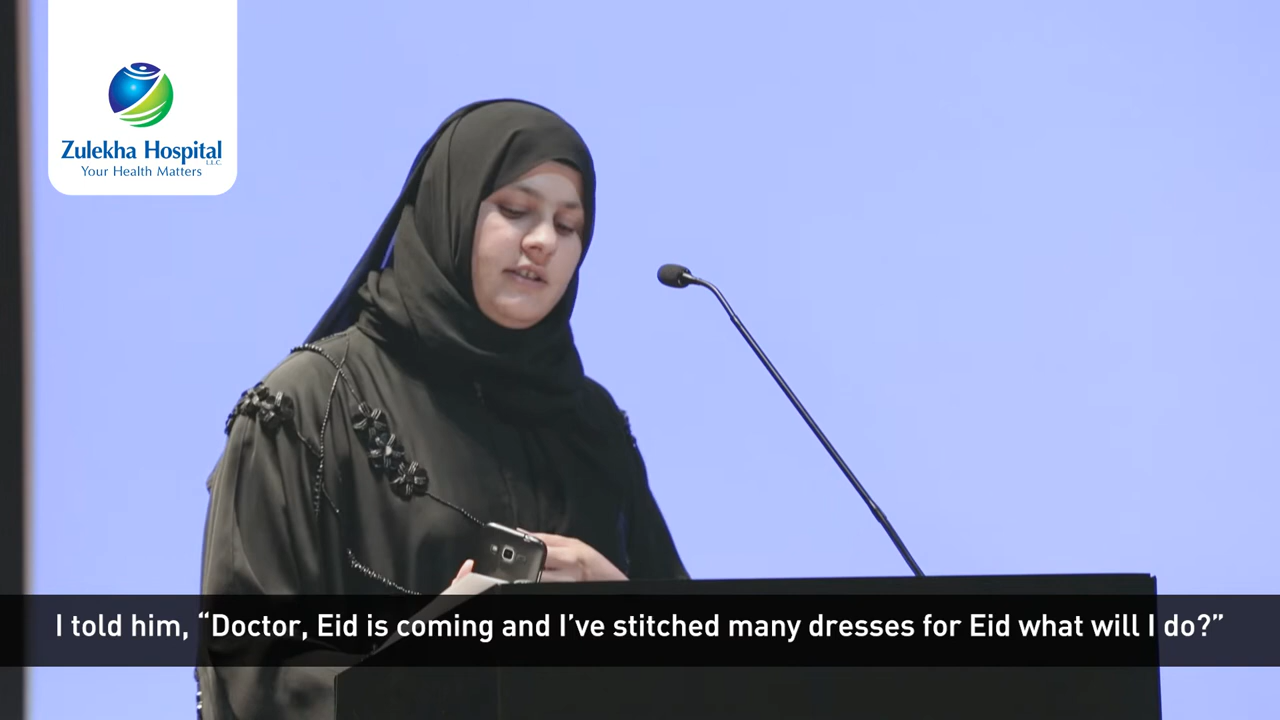 Zulekha Hospital
L.L.C.
Your Health Matters
I told him, “Doctor, Eid is coming and I’ve stitched many dresses for Eid what will I do?”